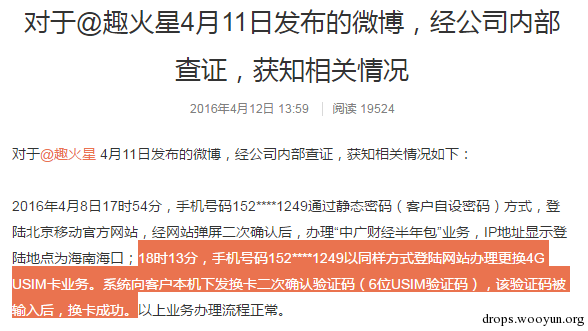 对于@趣火星4月11日发布的微博，经公司内部
查证，获知相关情况
2016年4月12日 13:59 阅读 19524
对于@趣火星 4月11日发布的微博，经公司内部查证，获知相关情况如下：
2016年4月8日17时54分，手机号码152****1249通过静态密码（客户自设密码）方式，登
陆北京移动官方网站，经网站弹屏二次确认后，办理“中广财经半年包”业务，IP地址显示登
陆地点为海南海口；18时13分，手机号码152****1249以同样方式登陆网站办理更换4G
USIM卡业务。系统向客户本机下发换卡二次确认验证码（6位USIM验证码），该验证码被
输入后，换卡成功。以上业务办理流程正常。
drops.wooyun.org